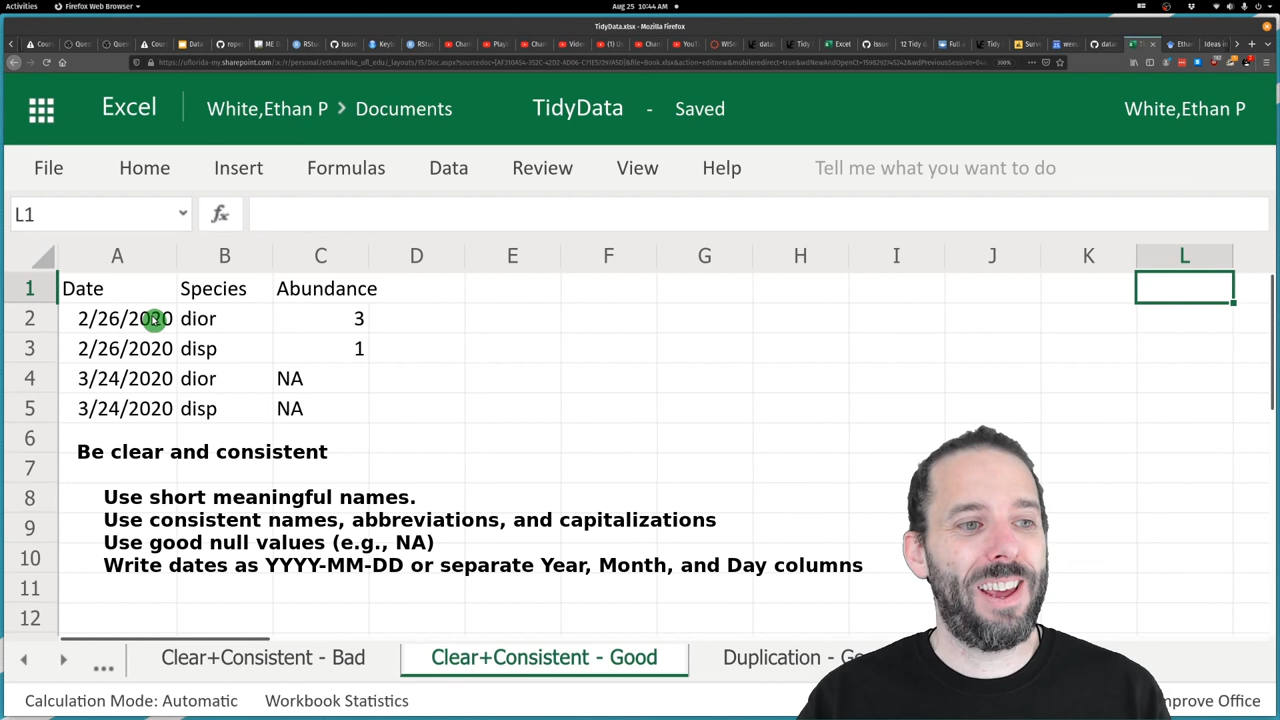 Activities
Firefox Web Browser
Aug 25 10:44 AM
TidyData.xlsx - Mozilla Firefox
300%
Excel
White,Ethan P > Documents
TidyData - Saved
White,Ethan P
File Home Insert Formulas Data Review View Help Tell me what you want to do
L1
fx
A B C D E F G H I J K L
1 Date Species Abundance
2 2/26/2020 dior 3
3 2/26/2020 disp 1
4 3/24/2020 dior NA
5 3/24/2020 disp NA
6
Be clear and consistent
7
8 Use short meaningful names.
9 Use consistent names, abbreviations, and capitalizations
Use good null values (e.g., NA)
10 Write dates as YYYY-MM-DD or separate Year, Month, and Day columns
11
12
... Clear+Consistent - Bad Clear+Consistent - Good Duplication -
Calculation Mode: Automatic Workbook Statistics
Office